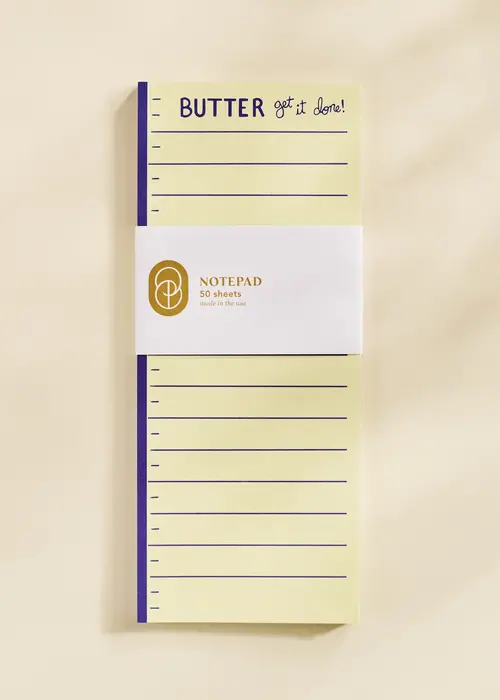 BUTTER get it done!
NOTEPAD
50 sheets
made in the usa